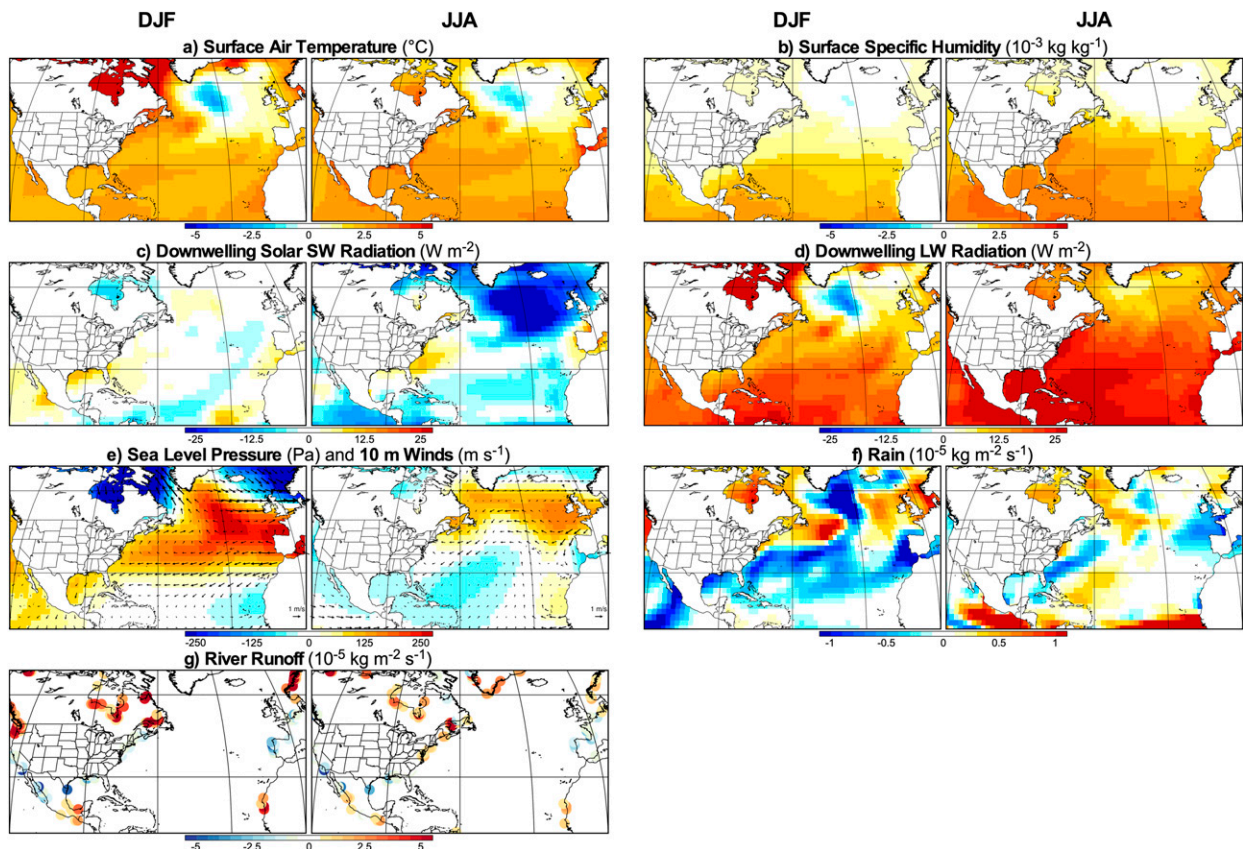 DJF JJA DJF JJA
a) Surface Air Temperature (°C)
b) Surface Specific Humidity (10-3 kg kg-1)
-5 -2.5 0 2.5 5
-5 -2.5 0 2.5 5
c) Downwelling Solar SW Radiation (W m-2)
d) Downwelling LW Radiation (W m-2)
-25 -12.5 0 12.5 25
-25 -12.5 0 12.5 25
e) Sea Level Pressure (Pa) and 10 m Winds (m s-1)
f) Rain (10-5 kg m-2 s-1)
1 m/s 1 m/s
-250 -125 0 125 250
-1 -0.5 0 0.5 1
g) River Runoff (10-5 kg m-2 s-1)
-5 -2.5 0 2.5 5